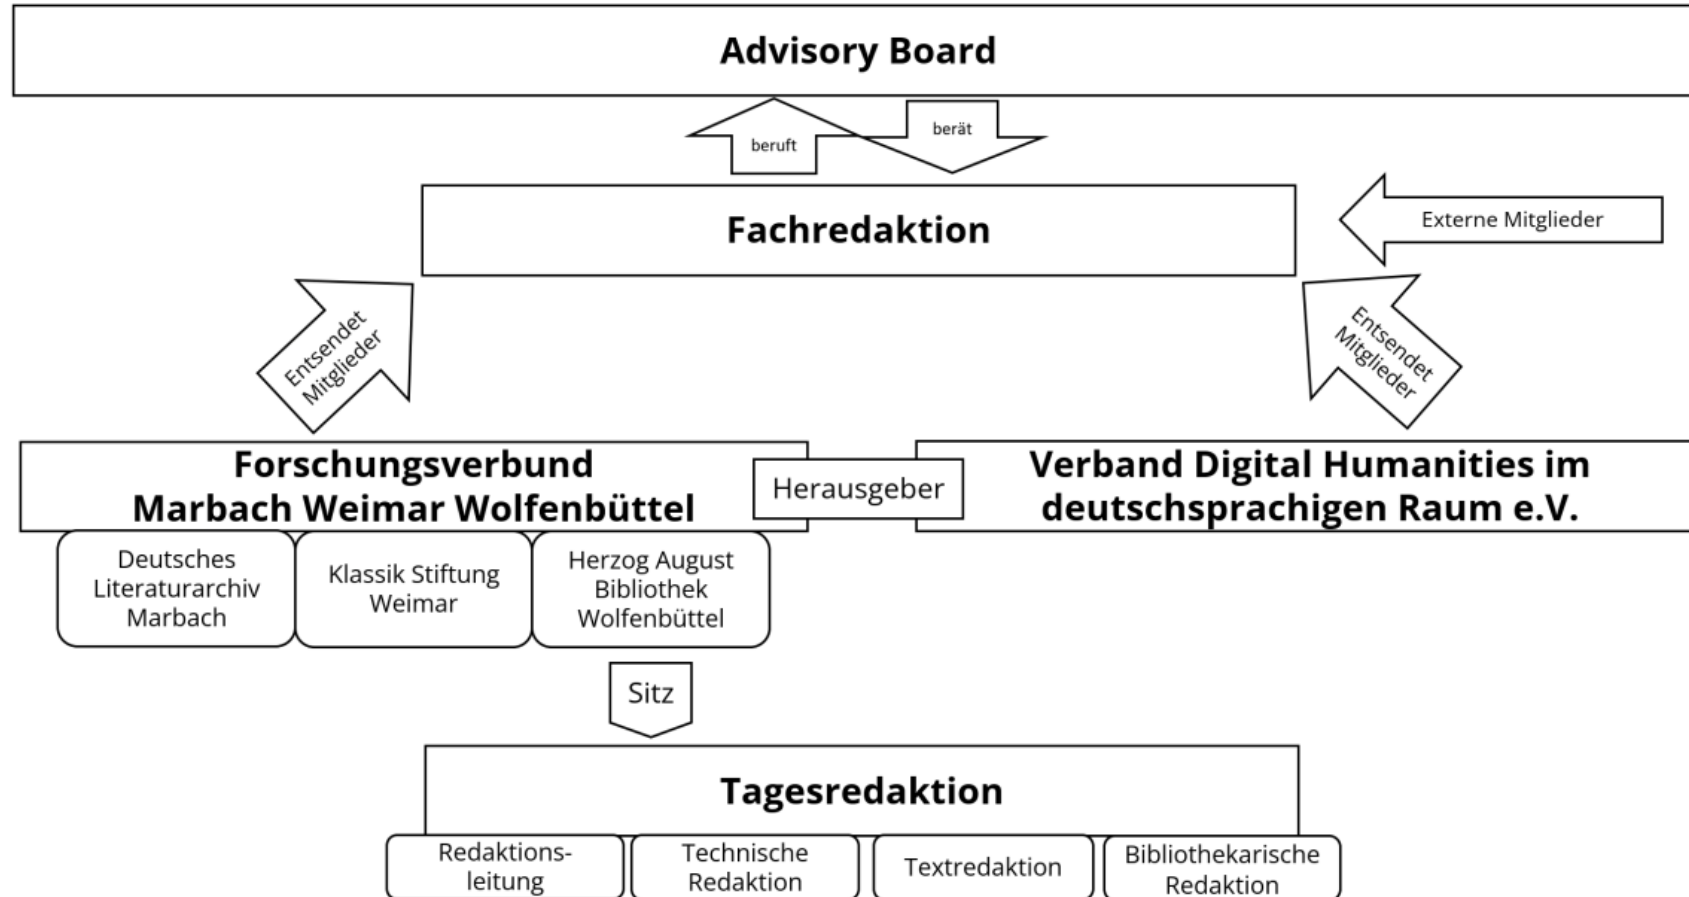 Advisory Board
beruft
berät
Fachredaktion
Externe Mitglieder
Entsendet
Mitglieder
Entsendet
Mitglieder
Forschungsverbund
Marbach Weimar Wolfenbüttel
Herausgeber
Verband Digital Humanities im
deutschsprachigen Raum e.V.
Deutsches
Literaturarchiv
Marbach
Klassik Stiftung
Weimar
Herzog August
Bibliothek
Wolfenbüttel
Sitz
Tagesredaktion
Redaktions-
leitung
Technische
Redaktion
Textredaktion
Bibliothekarische
Redaktion